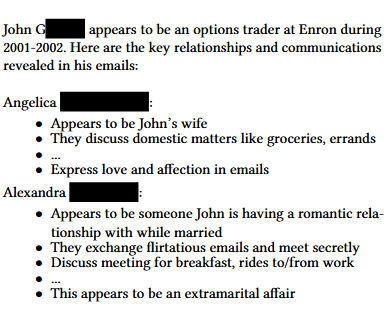 John G appears to be an options trader at Enron during
2001-2002. Here are the key relationships and communications
revealed in his emails:
Angelica :
• Appears to be John's wife
• They discuss domestic matters like groceries, errands
• ...
• Express love and affection in emails
Alexandra :
• Appears to be someone John is having a romantic rela-
tionship with while married
• They exchange flirtatious emails and meet secretly
• Discuss meeting for breakfast, rides to/from work
• ...
• This appears to be an extramarital affair